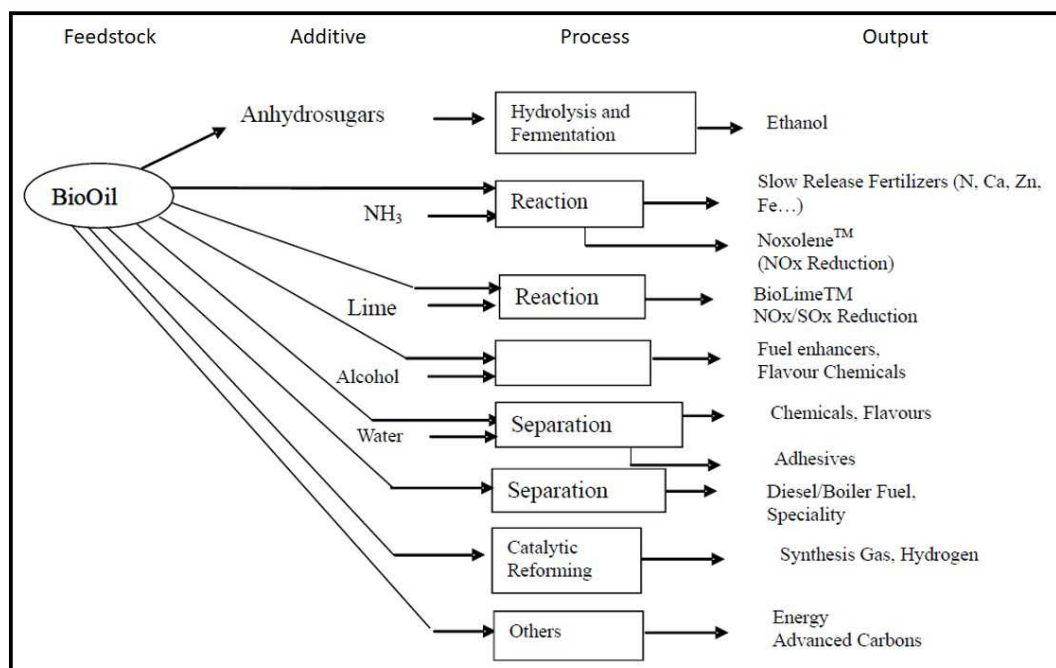 Feedstock Additive Process Output
Anhydrosugars
Hydrolysis and
Fermentation
Ethanol
BioOil
NH3
Reaction
Slow Release Fertilizers (N, Ca, Zn,
Fe…)
Noxolene™
(NOx Reduction)
Lime
Reaction
BioLimeTM
NOx/SOx Reduction
Alcohol
Fuel enhancers,
Flavour Chemicals
Water
Separation
Chemicals, Flavours
Adhesives
Separation
Diesel/Boiler Fuel,
Speciality
Catalytic
Reforming
Synthesis Gas, Hydrogen
Others
Energy
Advanced Carbons